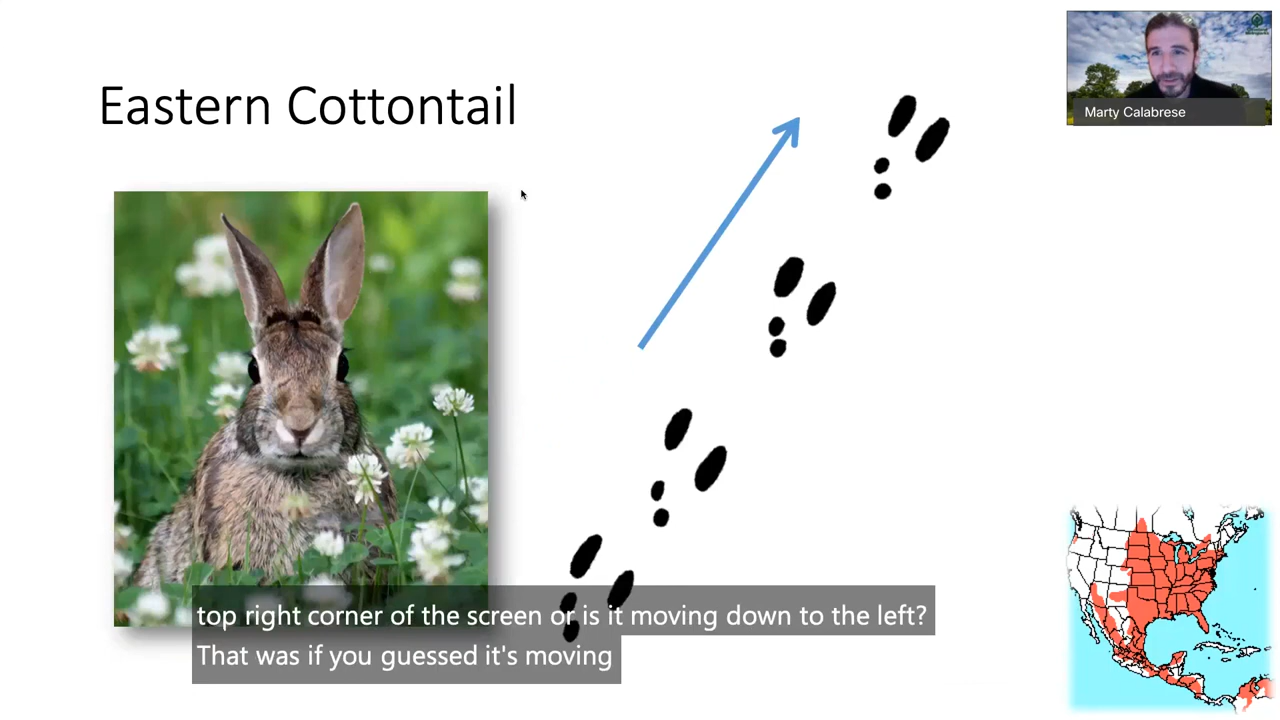 Eastern Cottontail
Marty Calabrese
top right corner of the screen or is it moving down to the left?
That was if you guessed it's moving